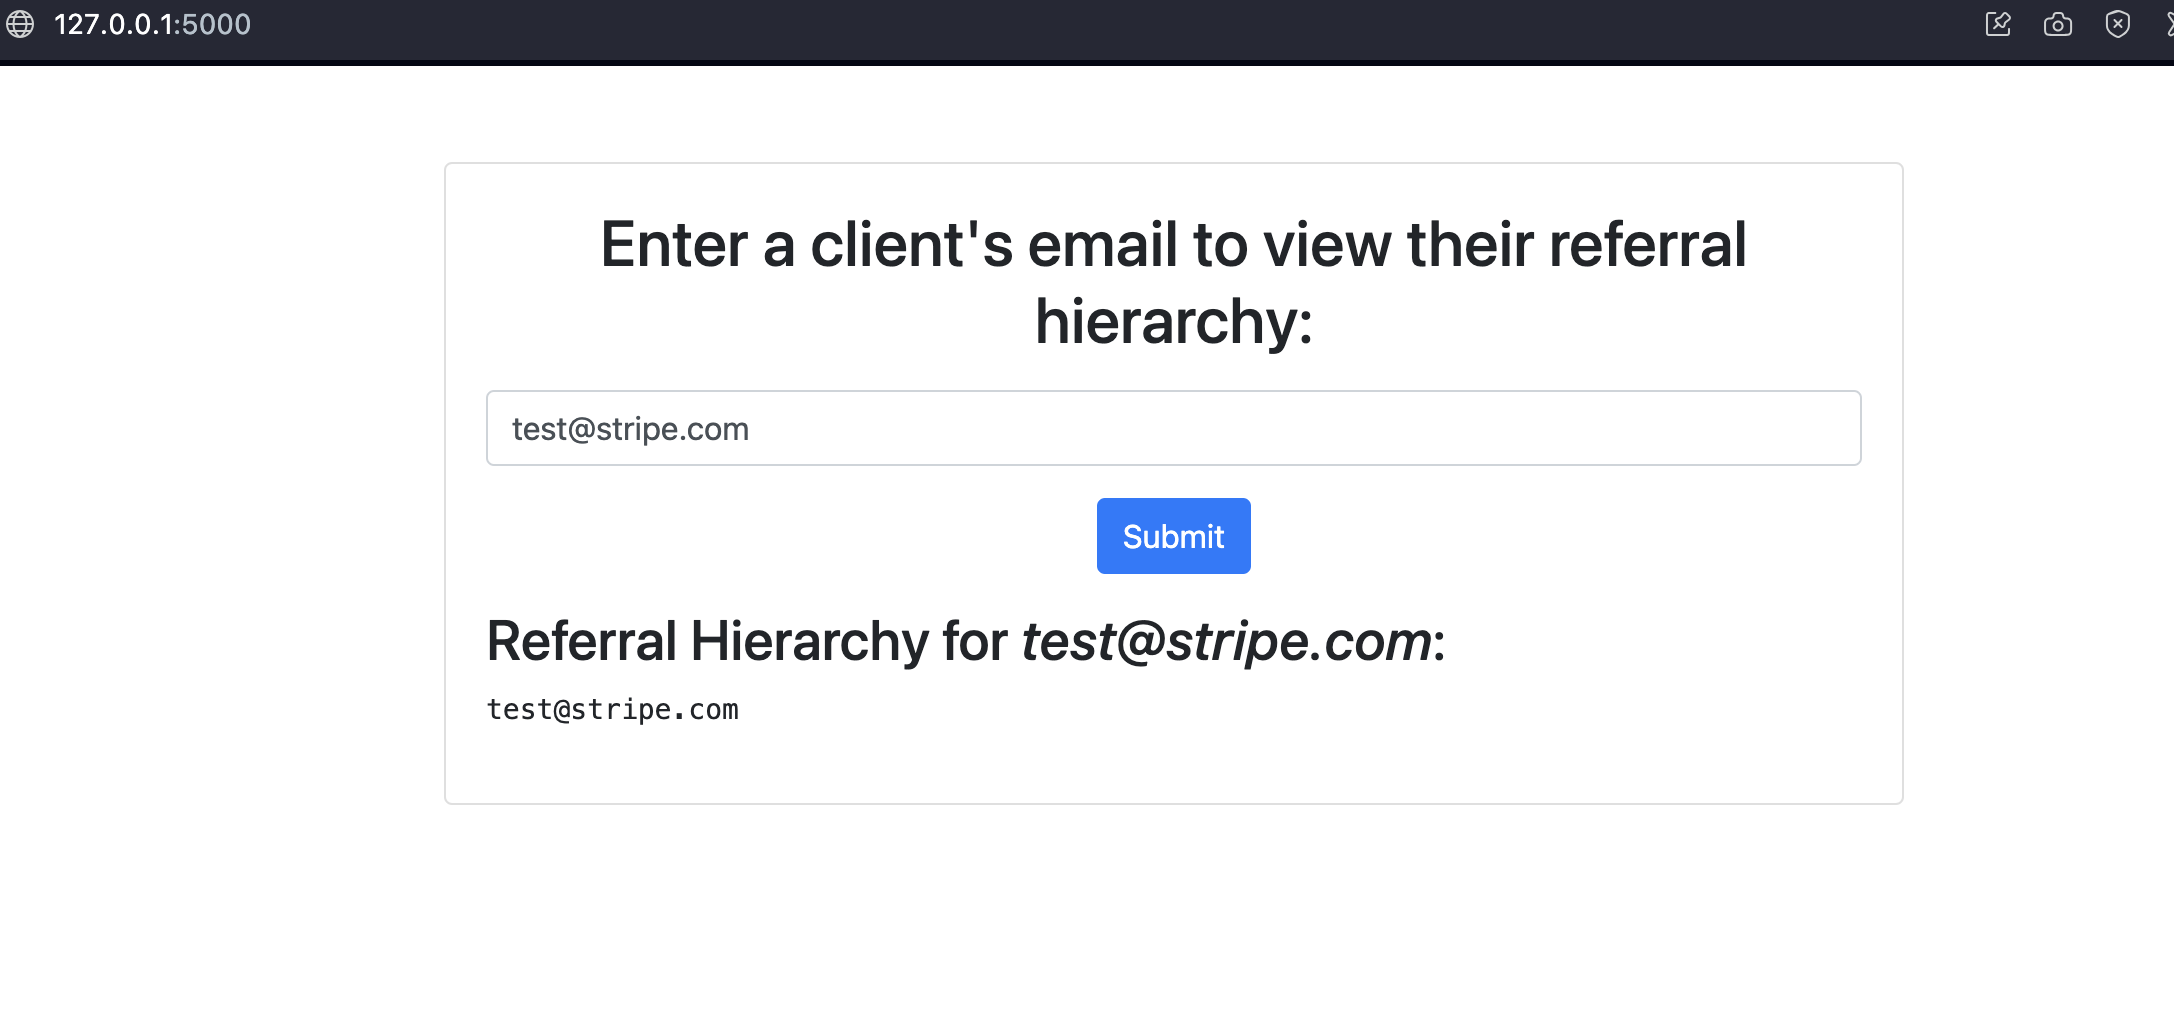 127.0.0.1:5000
Enter a client's email to view their referral
hierarchy:
test@stripe.com
Submit
Referral Hierarchy for test@stripe.com:
test@stripe.com